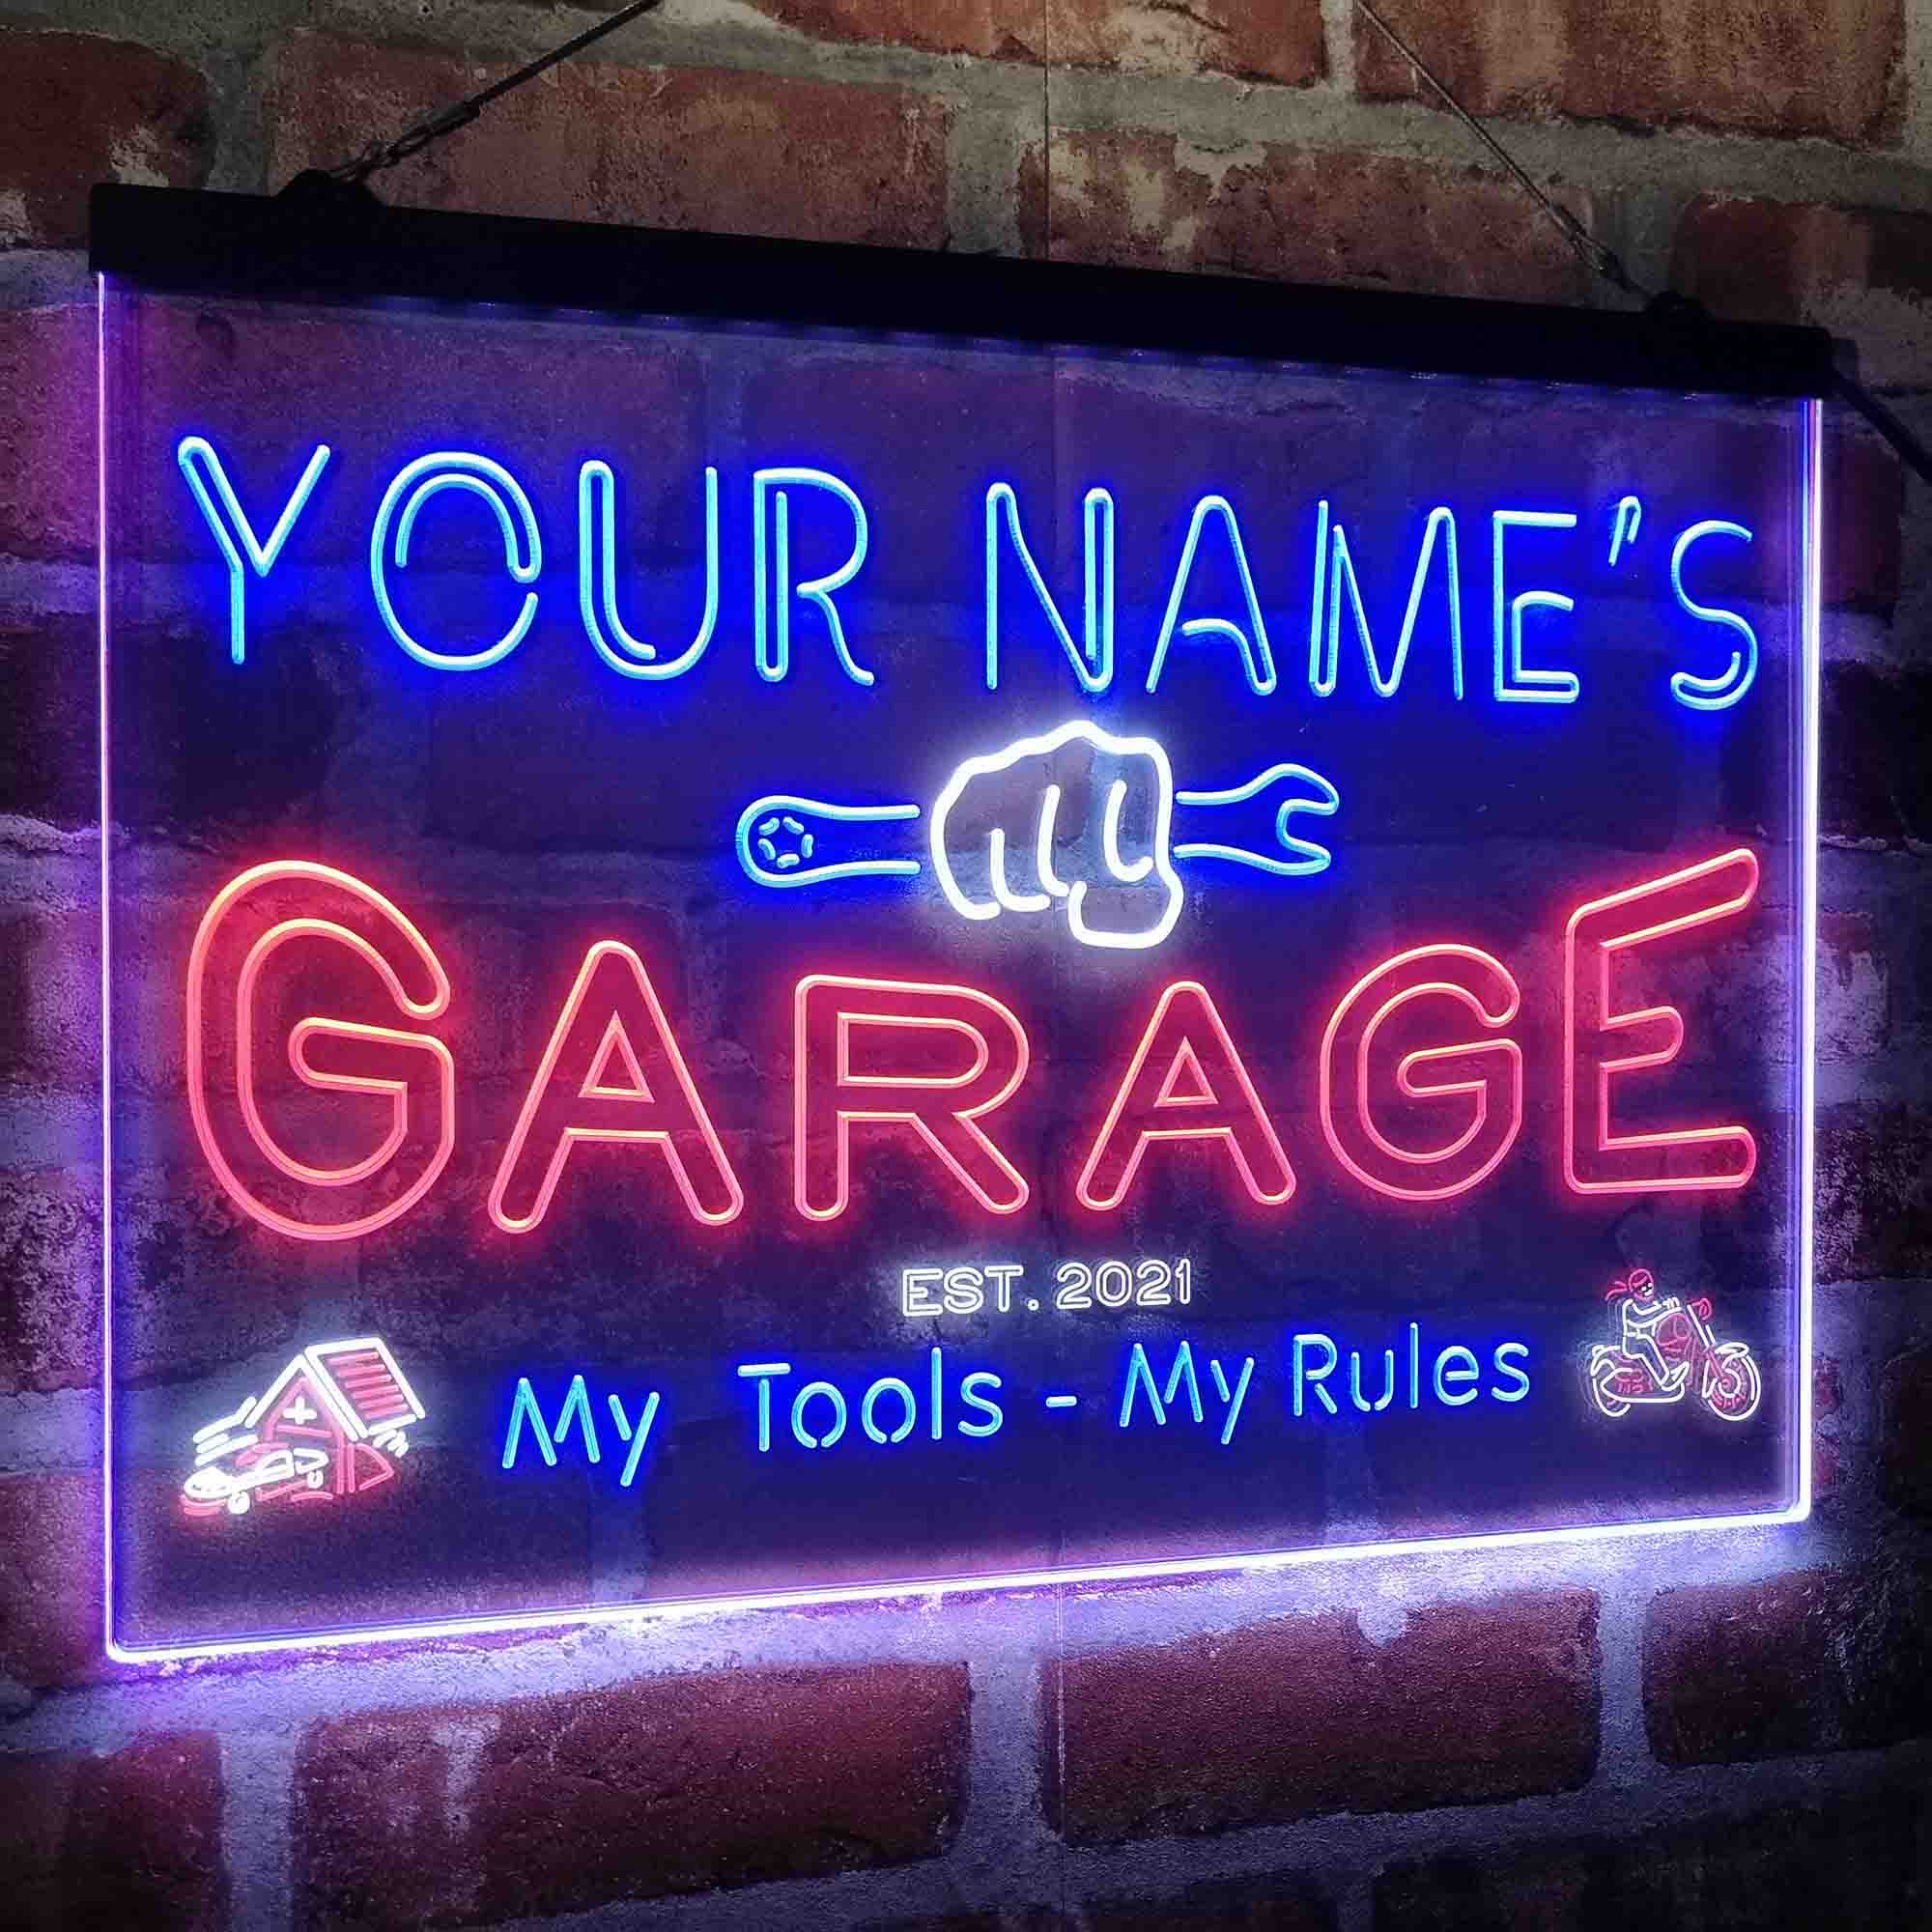 YOUR NAME'S
GARAGE
EST. 2021
My Tools - My Rules